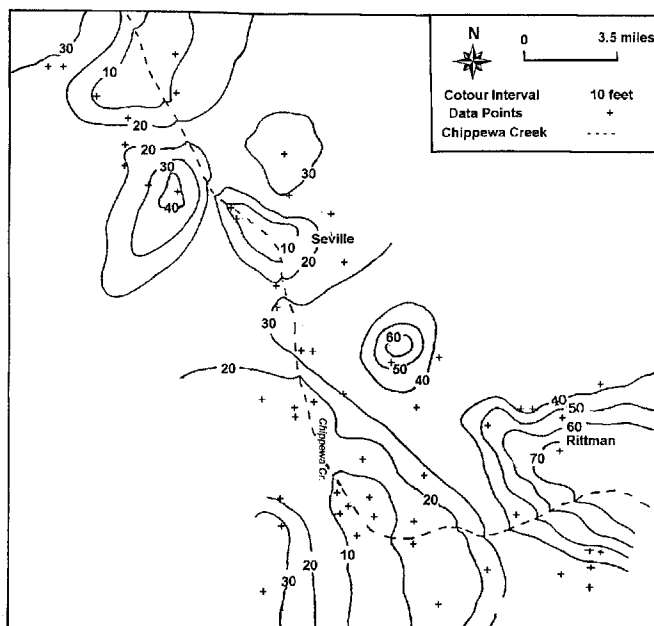 N
0 3.5 miles
Cotour Interval 10 feet
Data Points +
Chippewa Creek
30
10
20
20
30
40
30
10
Seville
20
30
60
50
40
20
Chippewa Cr.
40
50
60
Rittman
70
20
10
20
30